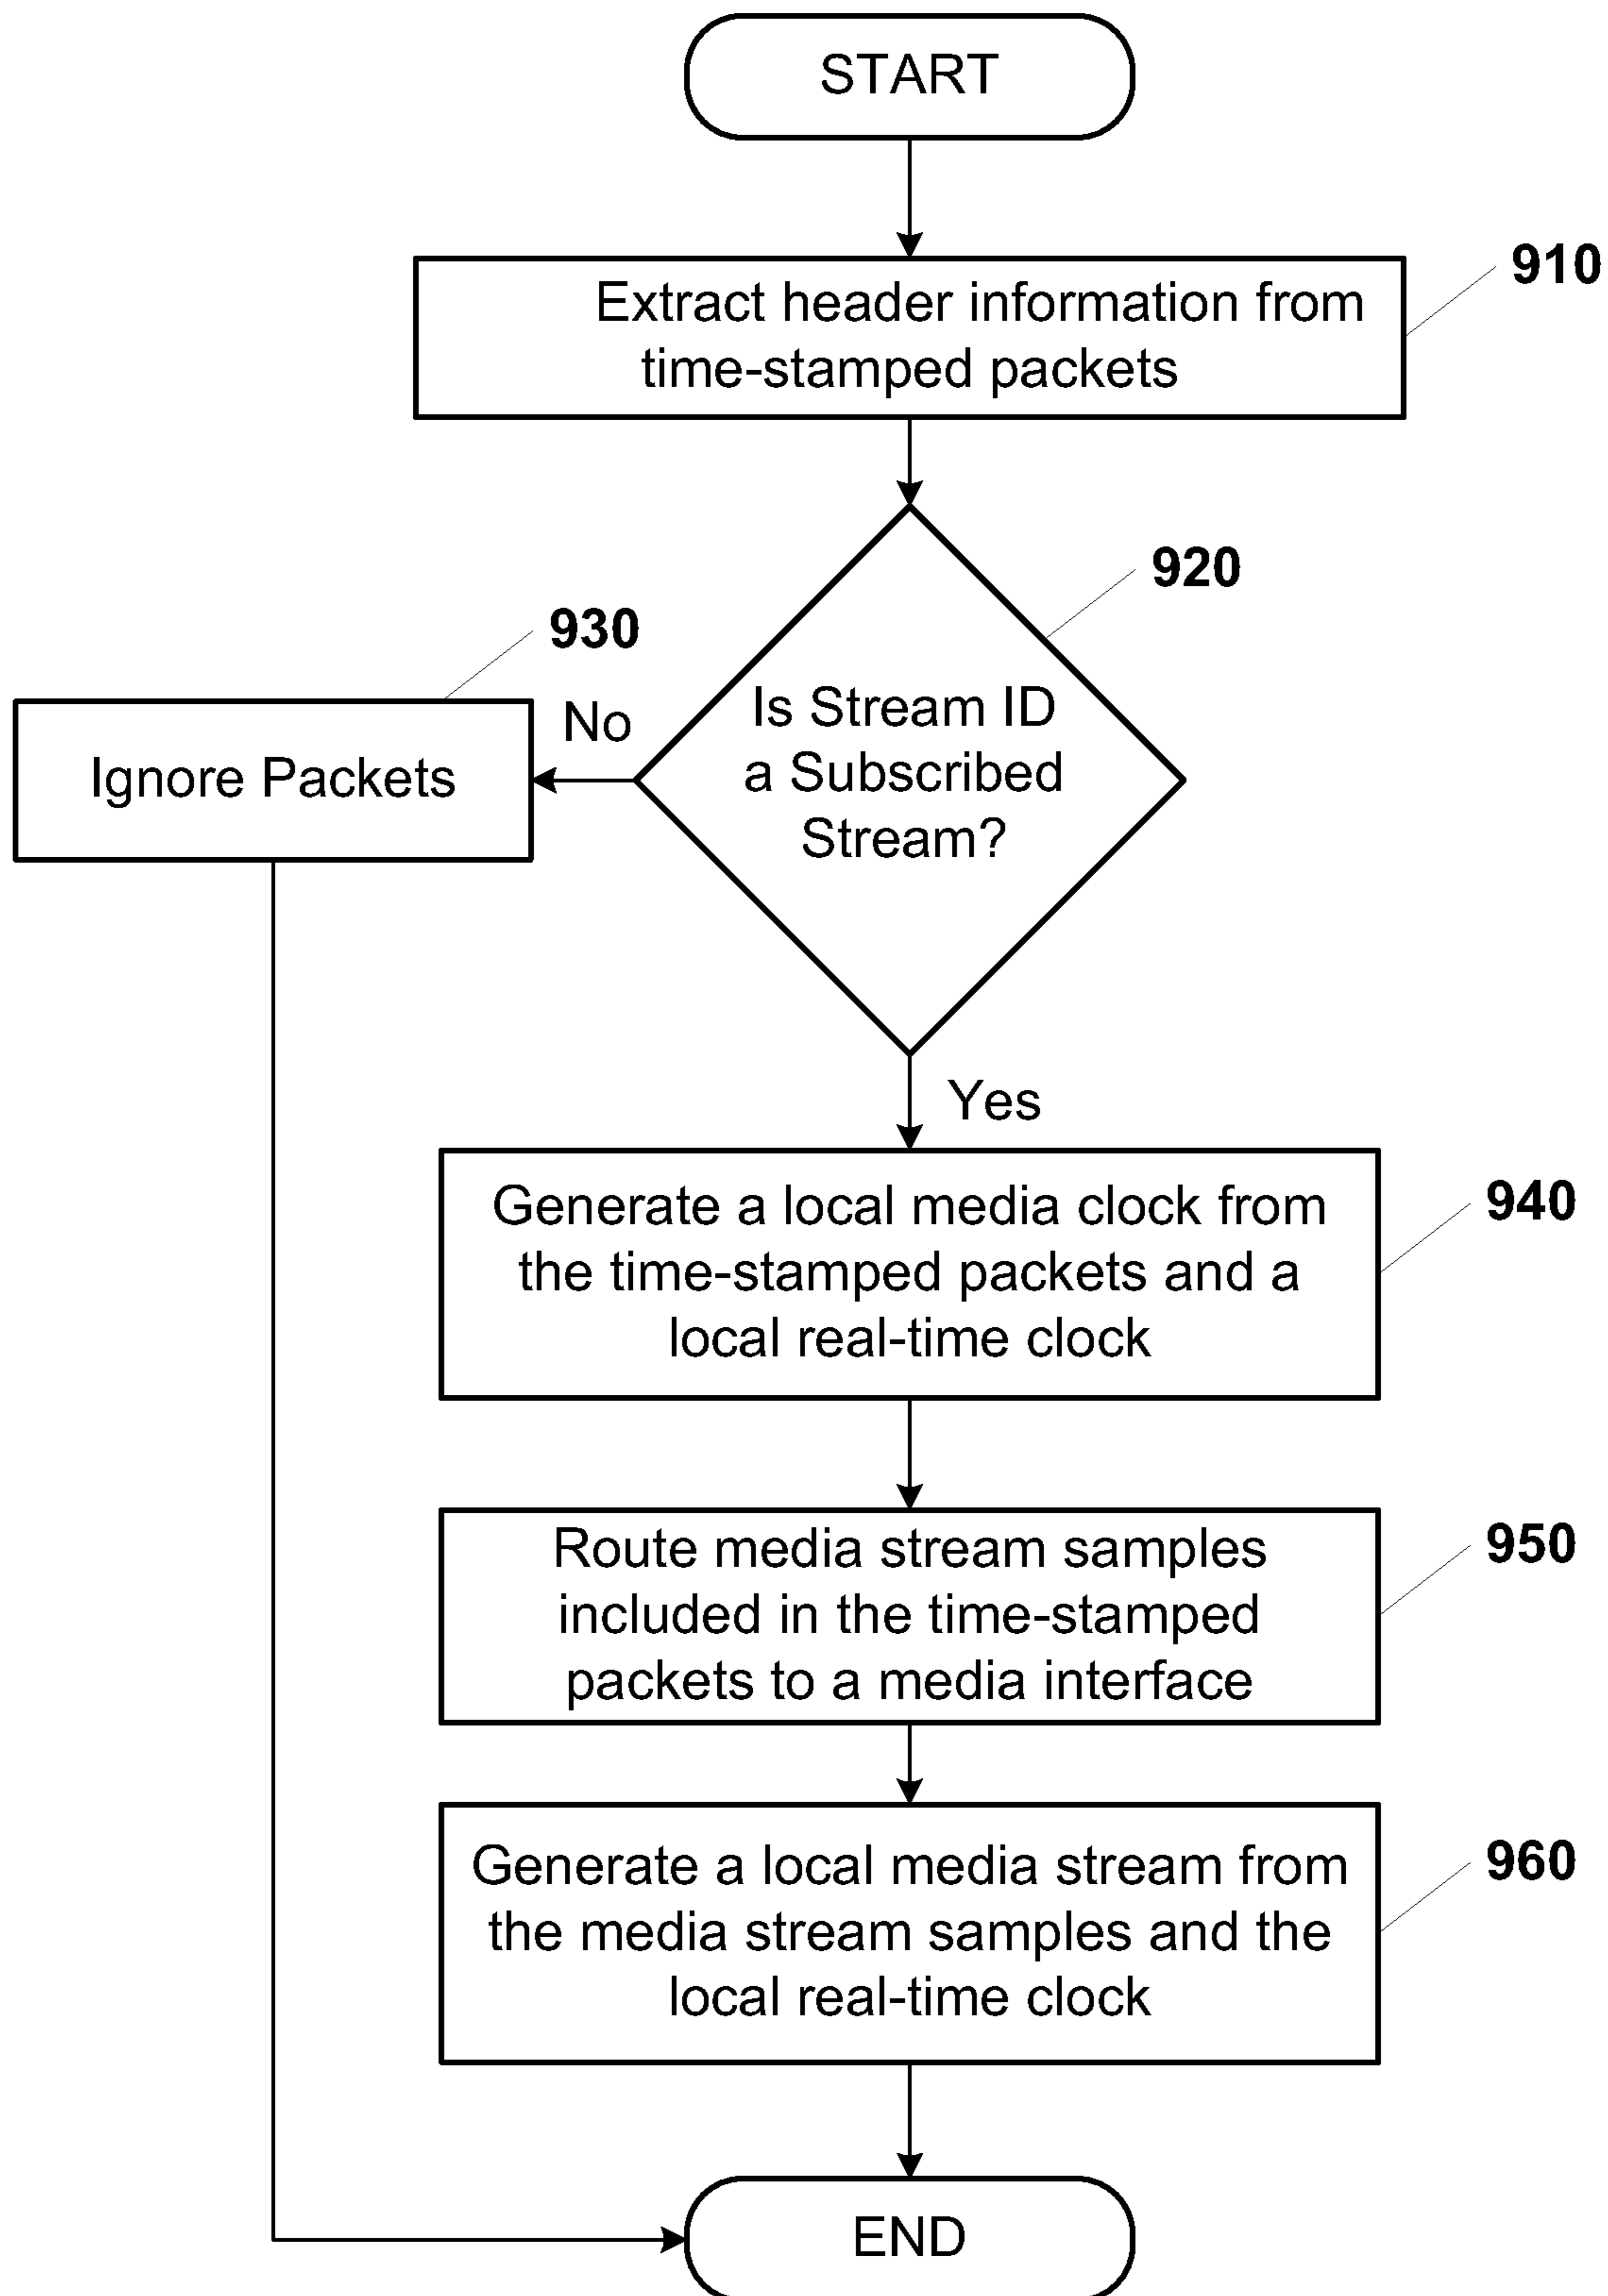 START
910
Extract header information from
time-stamped packets
920
930
Is Stream ID
a Subscribed
Stream?
No
Ignore Packets
Yes
940
Generate a local media clock from
the time-stamped packets and a
local real-time clock
950
Route media stream samples
included in the time-stamped
packets to a media interface
960
Generate a local media stream from
the media stream samples and the
local real-time clock
END